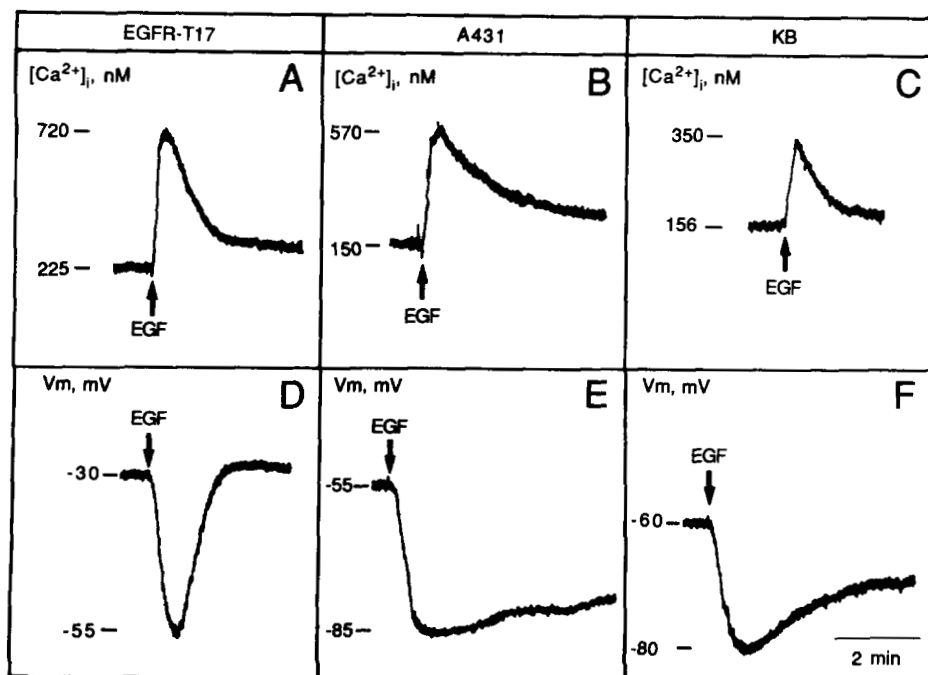 EGFR-T17
A431
KB
[Ca²⁺]ᵢ, nM
A
720
225
EGF
[Ca²⁺]ᵢ, nM
B
570
150
EGF
[Ca²⁺]ᵢ, nM
C
350
156
EGF
Vm, mV
D
EGF
-30
-55
Vm, mV
E
EGF
-55
-85
Vm, mV
F
EGF
-60
-80
2 min